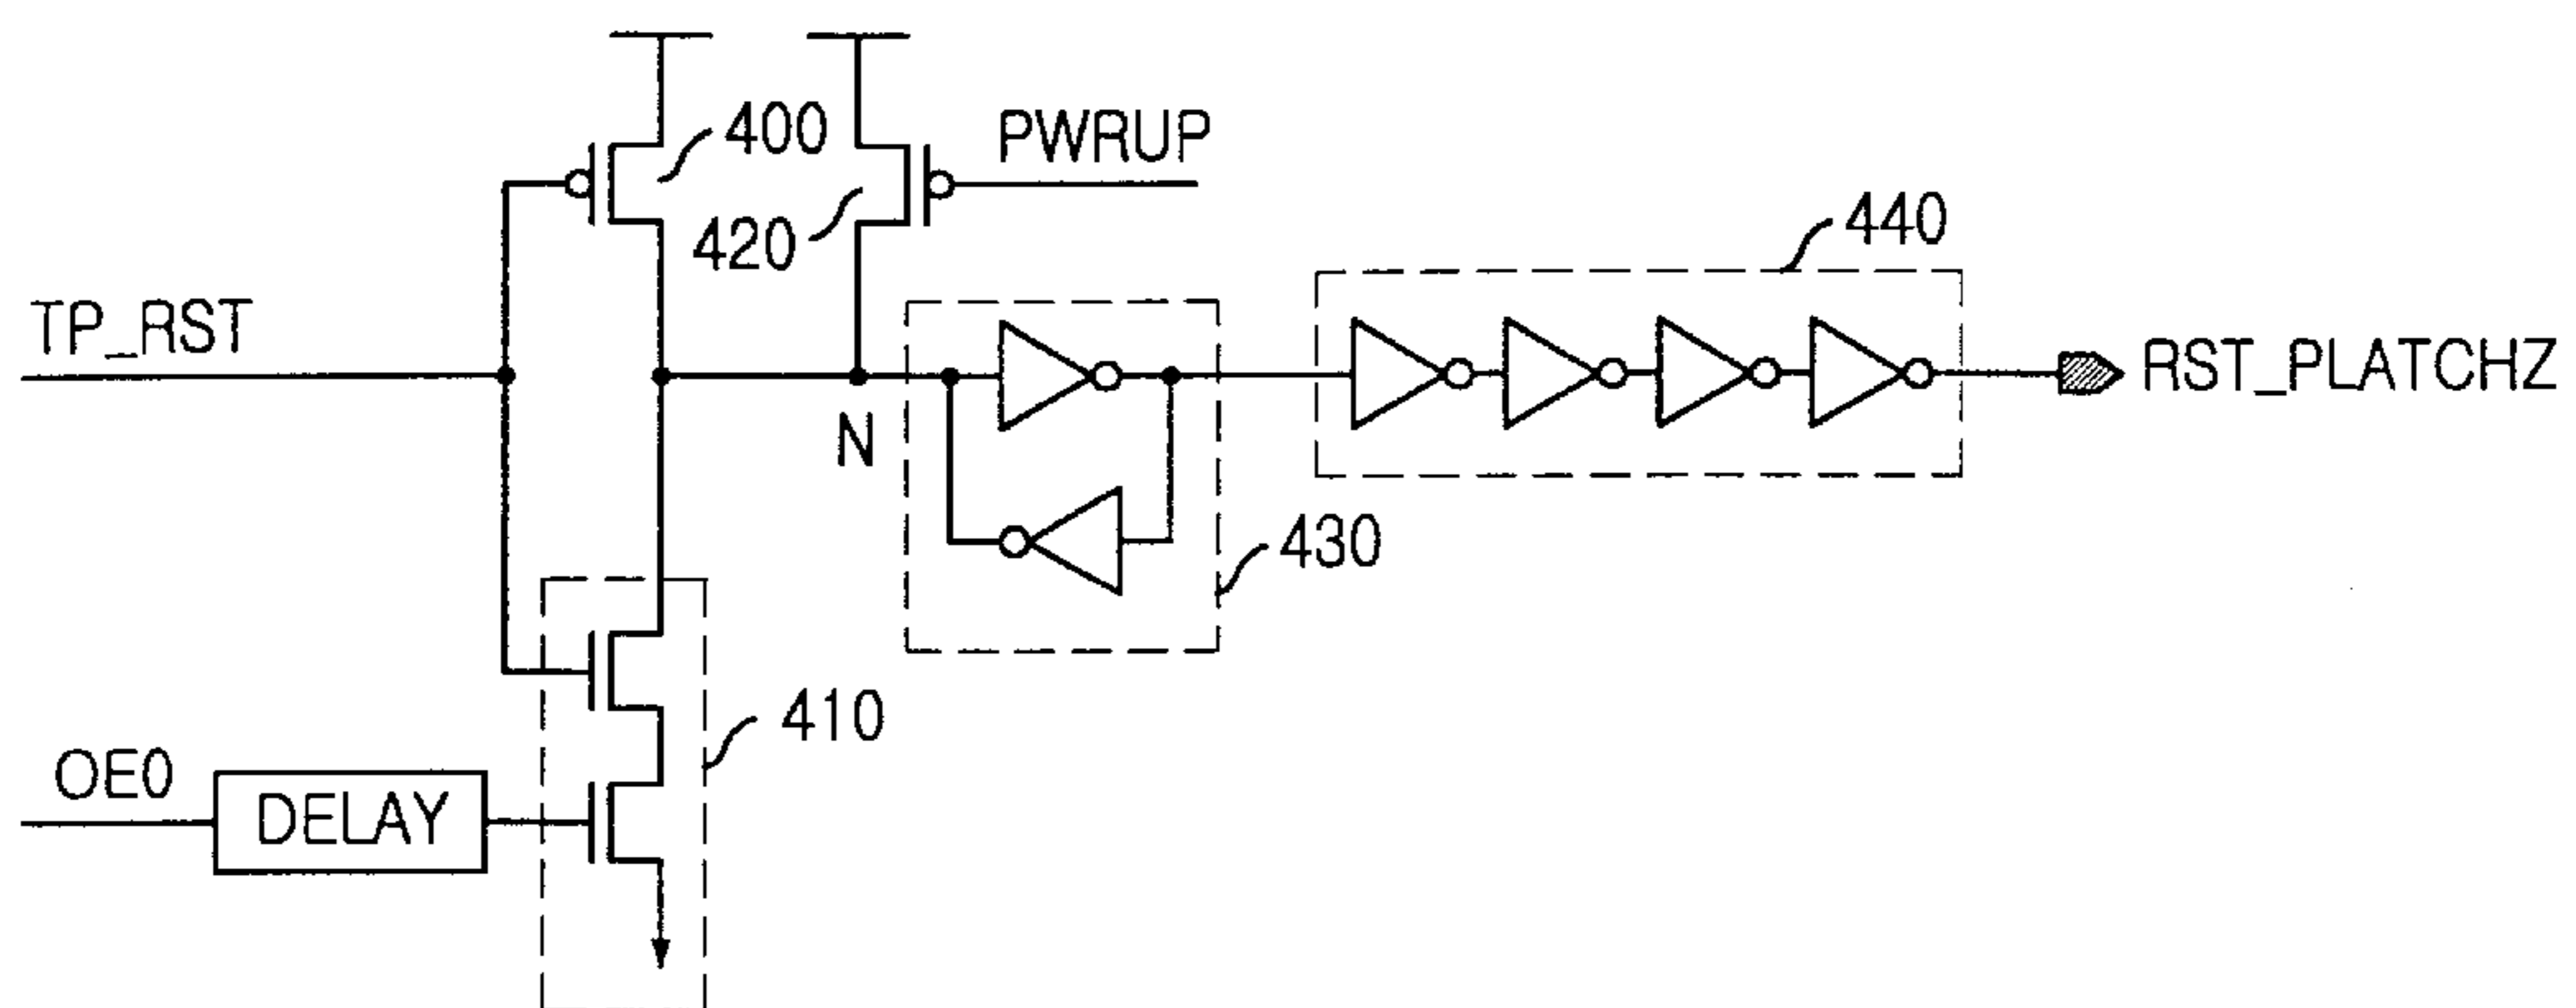 400
PWRUP
420
440
TP_RST
RST_PLATCHZ
N
430
410
OE0
DELAY